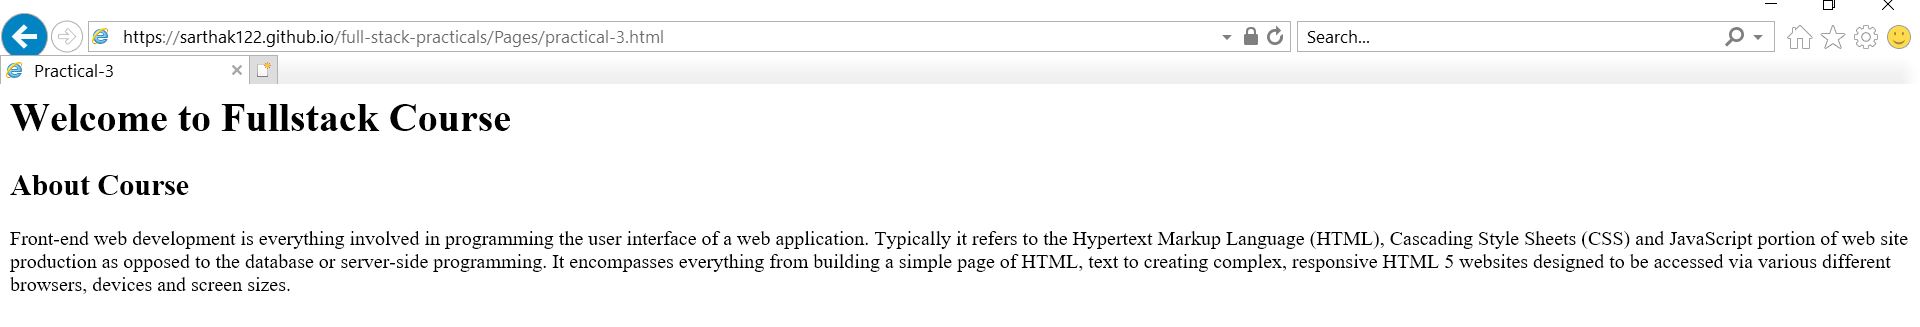 https://sarthak122.github.io/full-stack-practicals/Pages/practical-3.html
Search...
Practical-3
Welcome to Fullstack Course
About Course
Front-end web development is everything involved in programming the user interface of a web application. Typically it refers to the Hypertext Markup Language (HTML), Cascading Style Sheets (CSS) and JavaScript portion of web site
production as opposed to the database or server-side programming. It encompasses everything from building a simple page of HTML, text to creating complex, responsive HTML 5 websites designed to be accessed via various different
browsers, devices and screen sizes.